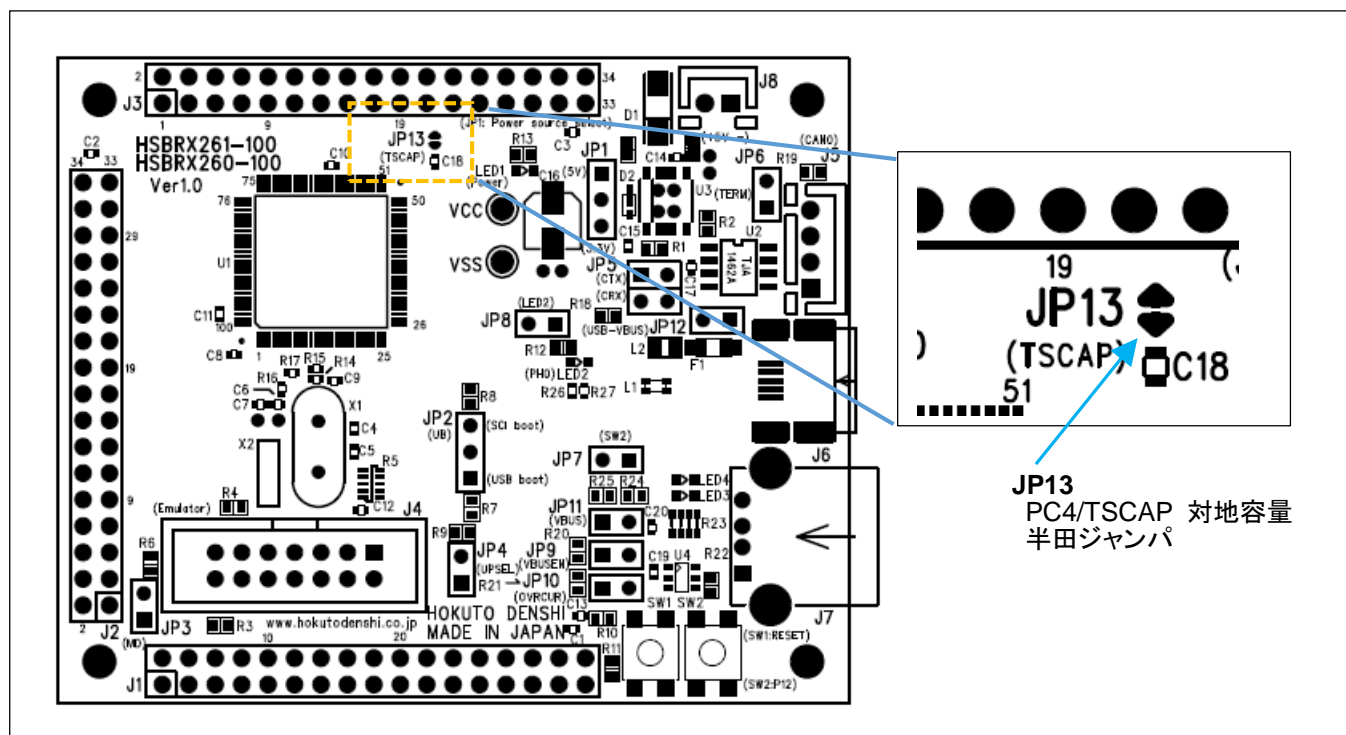 2
34
J3
33
1
9
19
(JP1: Power source select)
D1
J8
(+5V -)
(CAN0)
C2
HSBRX261-100
HSBRX260-100
Ver1.0
34 33
JP13
(TSCAP)
C18
C10
51
75
R13
C3
LED1
(Power)
C16
JP1
(5V)
C14
D2
U3
JP6
R19
J5
(TERM)
76
50
VCC
R2
U2
C15
R1
(3.3V)
TJA
1462A
29
U1
VSS
JP5
(CTX)
(CRX)
C17
C11
100
26
(LED2)
R18
JP8
(USB-VBUS)
JP12
C8
1
25
R12
L2
F1
R17
R15
R14
R16
C9
(PH0)
LED2
R26
R27
L1
19
C6
C7
X1
R8
C4
JP2
(UB)
(SCI boot)
X2
C5
(SW2)
JP7
J6
R5
(USB boot)
R25
R24
LED4
LED3
9
R4
C12
R7
JP11
(VBUS)
C20
R23
(Emulator)
J4
R9
R20
JP4
(UPSEL)
JP9
(VBUSEN)
C19
U4
R22
R6
R21
JP10
(OVRCUR)
C13
SW1
SW2
J7
HOKUTO DENSHI
MADE IN JAPAN
2
J2
JP3
(MD)
R3
www.hokutodenshi.co.jp
10
20
C1
R10
R11
(SW1:RESET)
J1
(SW2:P12)
19
JP13
(TSCAP)
C18
51
JP13
PC4/TSCAP 対地容量
半田ジャンパ